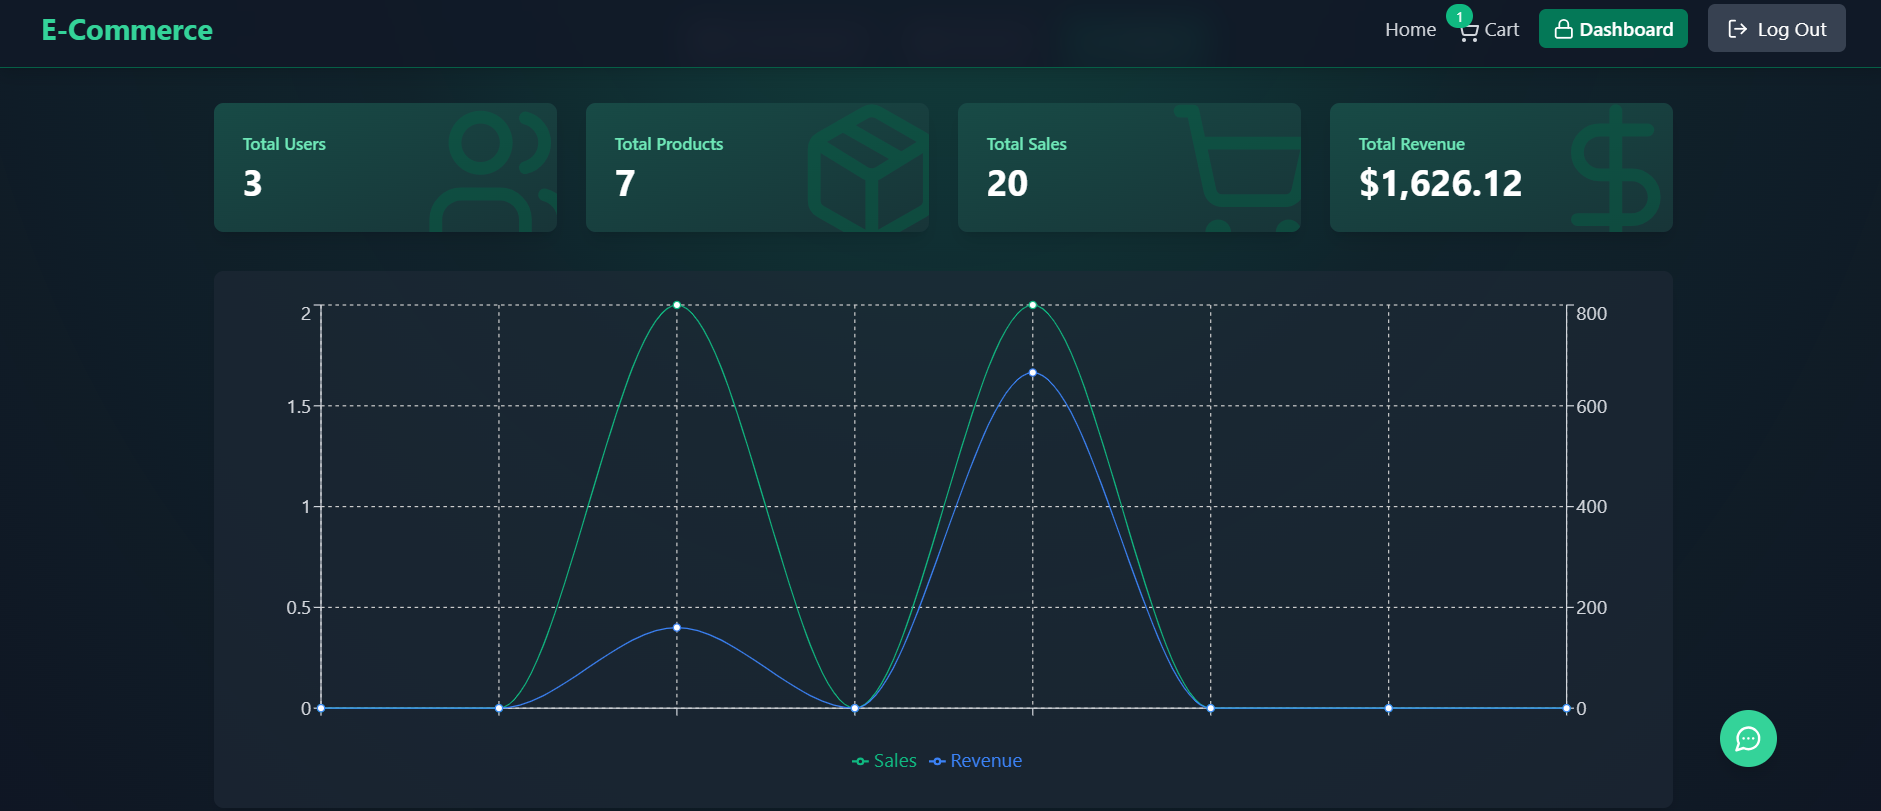 E-Commerce
Home
1
Cart
Dashboard
Log Out
Total Users
3
Total Products
7
Total Sales
20
Total Revenue
$1,626.12
2
1.5
1
0.5
0
800
600
400
200
0
Sales
Revenue